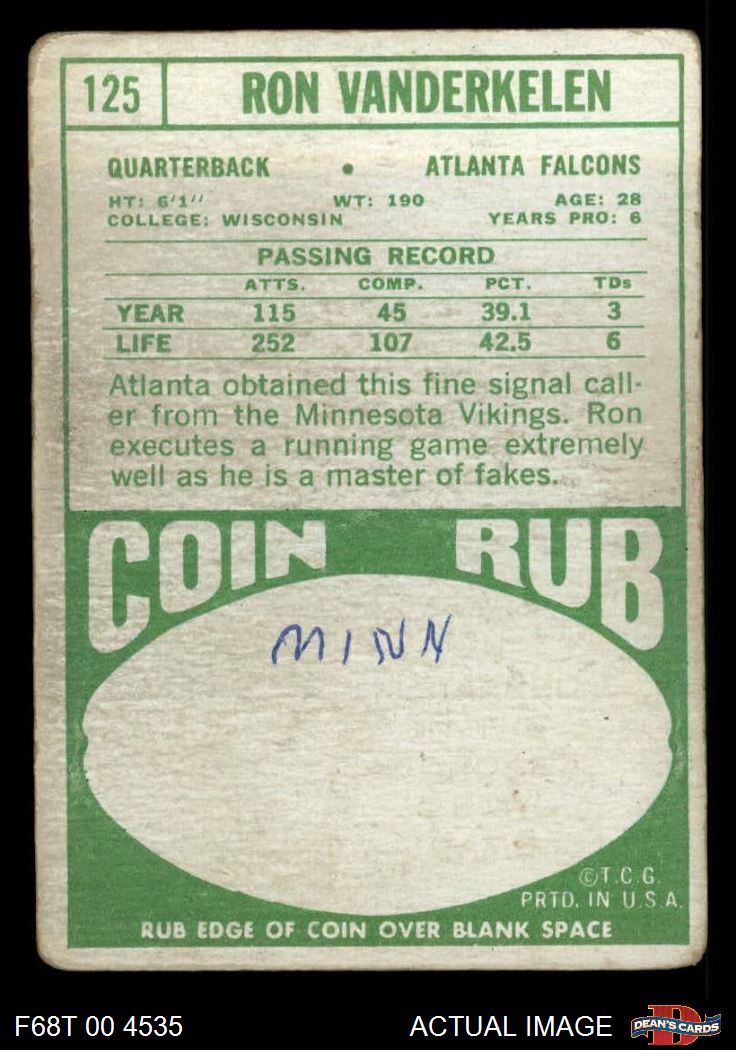 125 RON VANDERKELEN
QUARTERBACK • ATLANTA FALCONS
HT: 6'1" WT: 190 AGE: 28
COLLEGE: WISCONSIN YEARS PRO: 6
PASSING RECORD
ATTS. COMP. PCT. TDs
YEAR 115 45 39.1 3
LIFE 252 107 42.5 6
Atlanta obtained this fine signal call-
er from the Minnesota Vikings. Ron
executes a running game extremely
well as he is a master of fakes.
COIN RUB
MINN
©T.C.G.
PRTD. IN U.S.A.
RUB EDGE OF COIN OVER BLANK SPACE
F68T 00 4535 ACTUAL IMAGE D DEAN'S CARDS